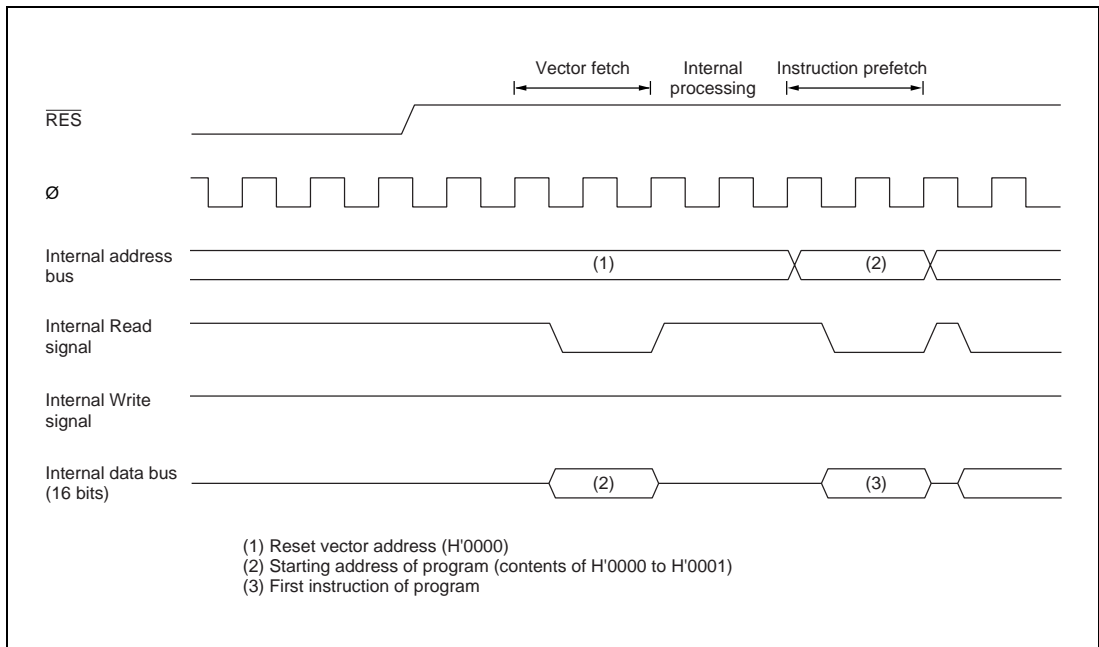 Vector fetch
Internal
processing
Instruction prefetch
RES
Ø
Internal address
bus
(1)
(2)
Internal Read
signal
Internal Write
signal
Internal data bus
(16 bits)
(2)
(3)
(1) Reset vector address (H'0000)
(2) Starting address of program (contents of H'0000 to H'0001)
(3) First instruction of program